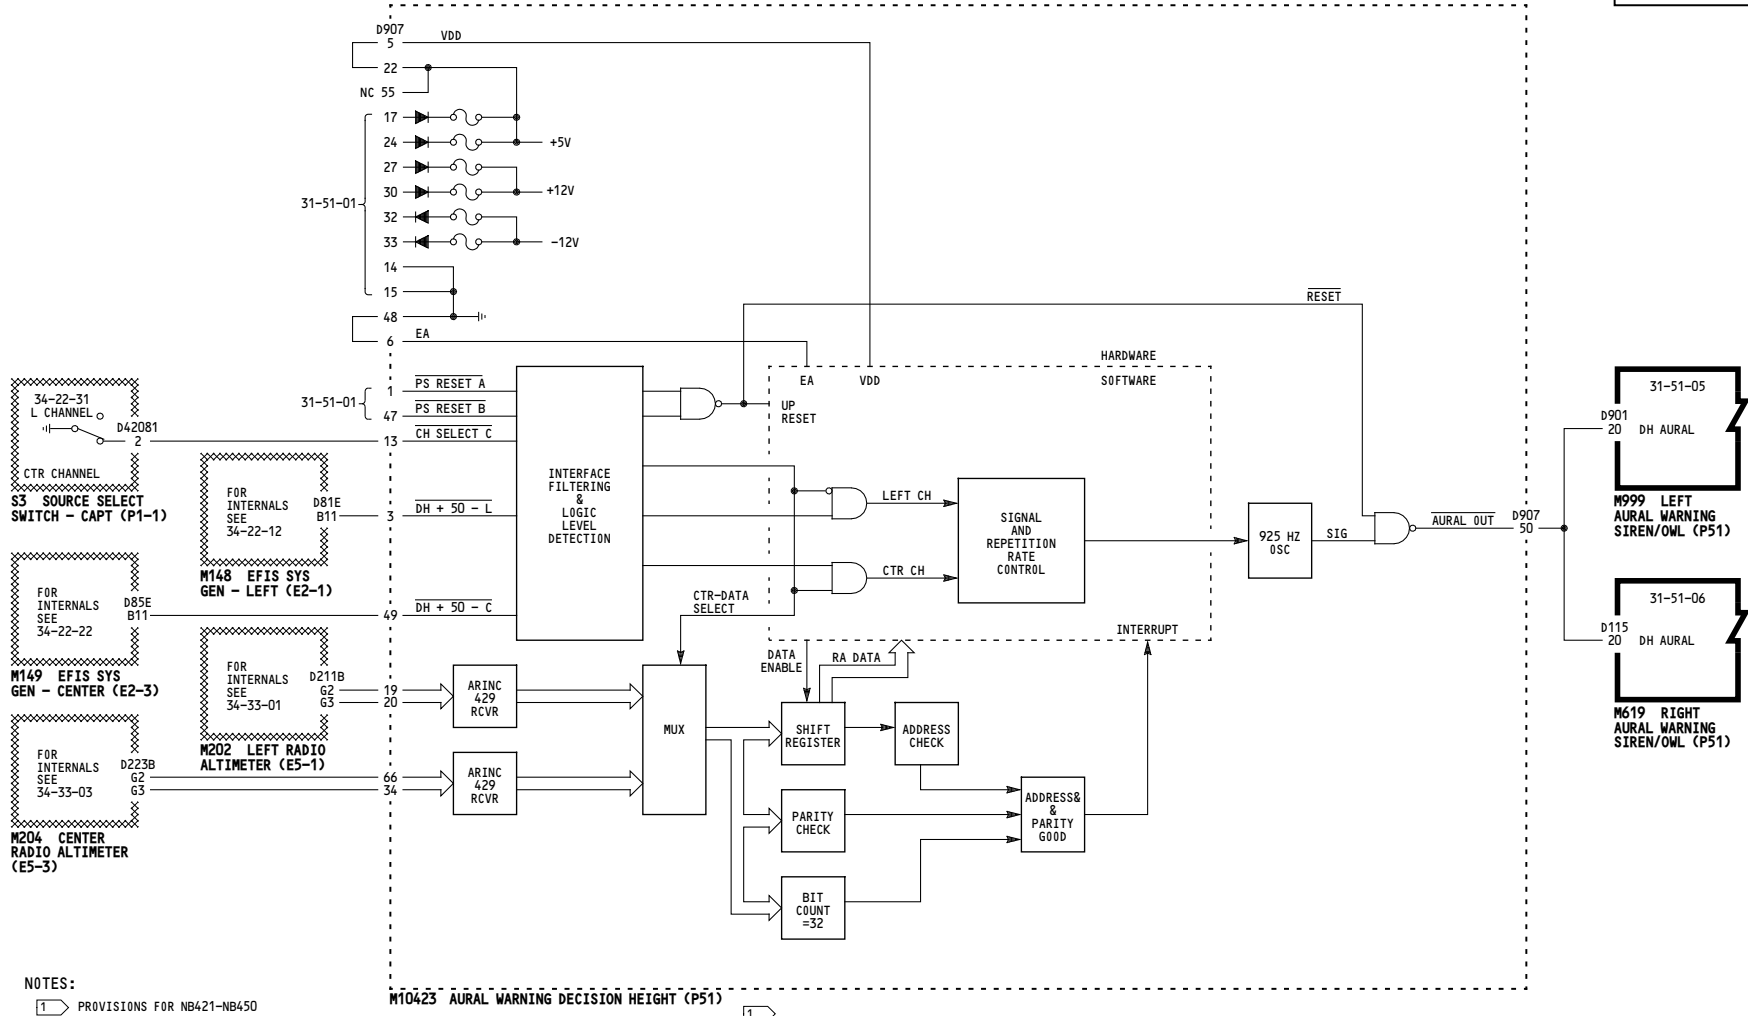 D907
5 VDD
22
NC 55
17
24 +5V
27
30 +12V
31-51-01
32
33 -12V
14
15
48
6 EA
RESET
HARDWARE
SOFTWARE
EA VDD
31-51-01
1 PS RESET A
47 PS RESET B
13 CH SELECT C
3 DH + 50 - L
49 DH + 50 - C
UP
RESET
34-22-31
L CHANNEL
D42081
2
CTR CHANNEL
S3 SOURCE SELECT
SWITCH - CAPT (P1-1)
FOR
INTERNALS
SEE
34-22-12
D81E
B11
M148 EFIS SYS
GEN - LEFT (E2-1)
FOR
INTERNALS
SEE
34-22-22
D85E
B11
M149 EFIS SYS
GEN - CENTER (E2-3)
FOR
INTERNALS
SEE
34-33-01
D211B
G2
G3
M202 LEFT RADIO
ALTIMETER (E5-1)
FOR
INTERNALS
SEE
34-33-03
D223B
G2
G3
M204 CENTER
RADIO ALTIMETER
(E5-3)
19
20
66
34
INTERFACE
FILTERING
&
LOGIC
LEVEL
DETECTION
LEFT CH
CTR CH
SIGNAL
AND
REPETITION
RATE
CONTROL
925 HZ
OSC
SIG
AURAL OUT
D907
50
CTR-DATA
SELECT
INTERRUPT
DATA
ENABLE
RA DATA
ARINC
429
RCVR
ARINC
429
RCVR
MUX
SHIFT
REGISTER
ADDRESS
CHECK
PARITY
CHECK
BIT
COUNT
=32
ADDRESS&
&
PARITY
GOOD
31-51-05
D901
20 DH AURAL
M999 LEFT
AURAL WARNING
SIREN/OWL (P51)
31-51-06
D115
20 DH AURAL
M619 RIGHT
AURAL WARNING
SIREN/OWL (P51)
M10423 AURAL WARNING DECISION HEIGHT (P51)
1
NOTES:
1 PROVISIONS FOR NB421-NB450